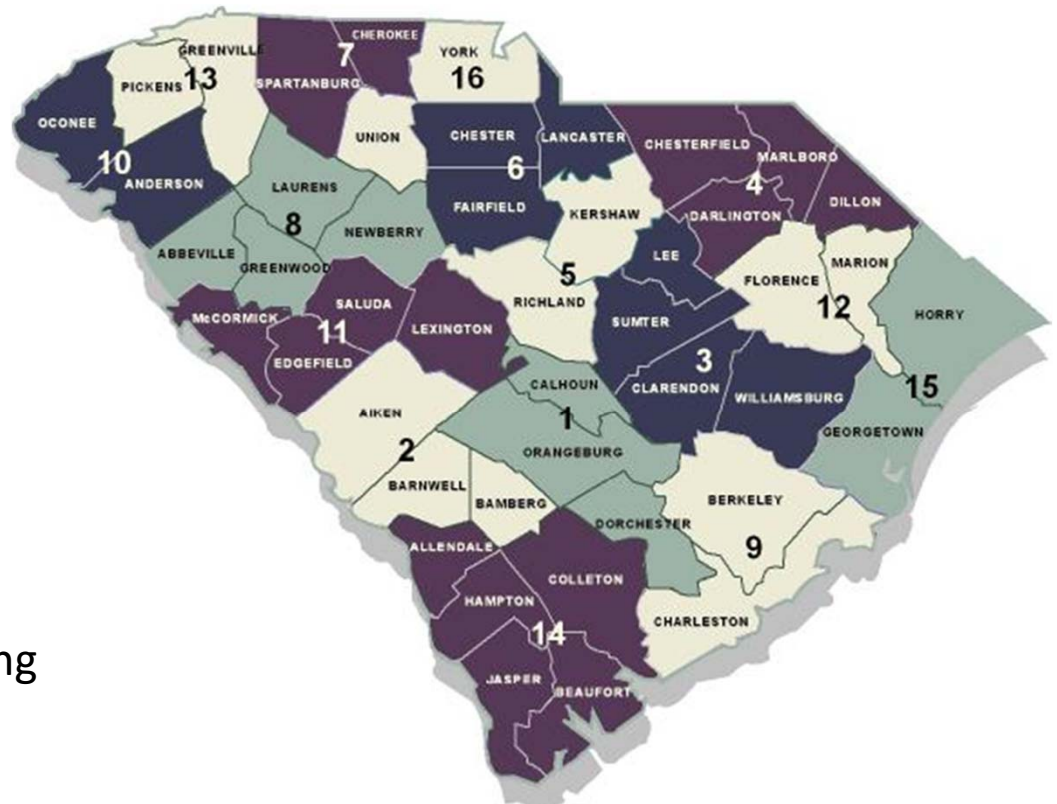 CHEROKEE
GREENVILLE
7
YORK
PICKENS
13
SPARTANBURG
16
OCONEE
UNION
CHESTER
LANCASTER
CHESTERFIELD
MARLBORO
10
ANDERSON
6
4
LAURENS
FAIRFIELD
KERSHAW
DARLINGTON
DILLON
8
NEWBERRY
ABBEVILLE
GREENWOOD
LEE
MARION
5
FLORENCE
SALUDA
RICHLAND
12
HORRY
McCORMICK
11
LEXINGTON
SUMTER
EDGEFIELD
3
CALHOUN
CLARENDON
WILLIAMSBURG
15
AIKEN
1
GEORGETOWN
2
ORANGEBURG
BARNWELL
BAMBERG
BERKELEY
DORCHESTER
ALLENDALE
9
COLLETON
HAMPTON
CHARLESTON
14
JASPER
BEAUFORT